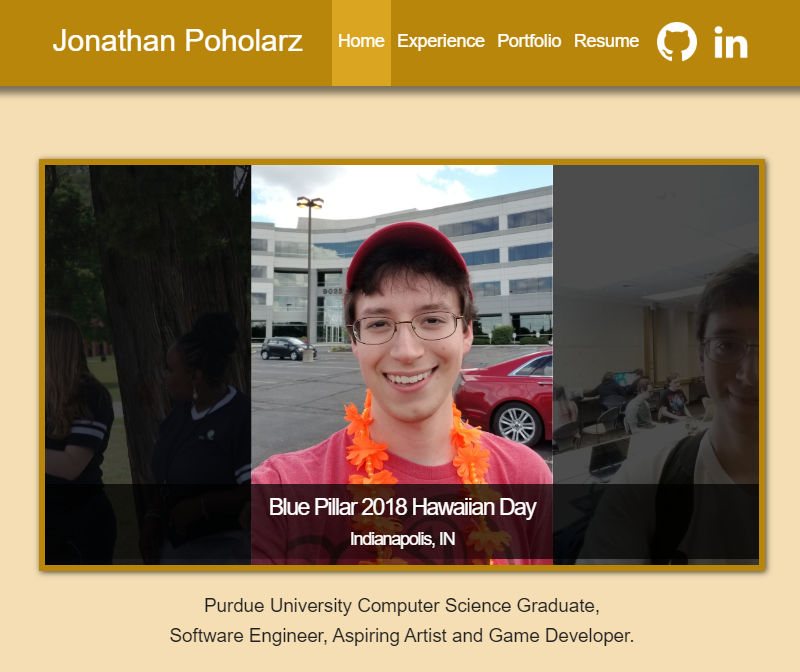 Jonathan Poholarz
Home Experience Portfolio Resume in
9025
Blue Pillar 2018 Hawaiian Day
Indianapolis, IN
Purdue University Computer Science Graduate,
Software Engineer, Aspiring Artist and Game Developer.